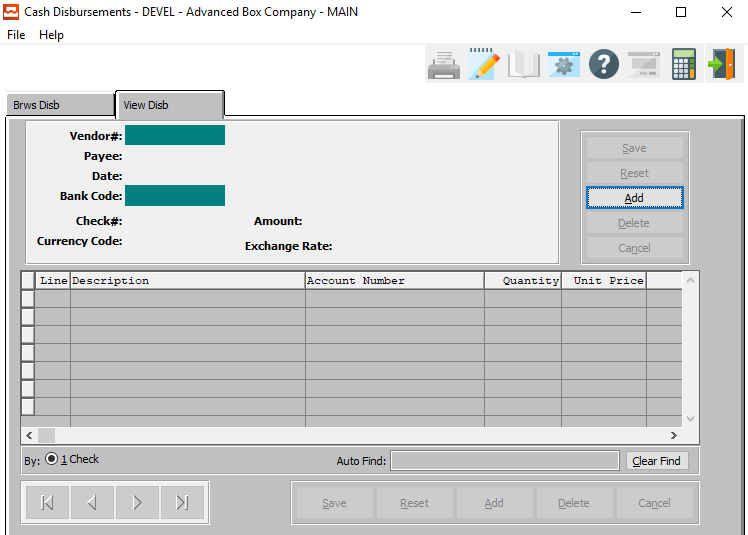 Cash Disbursements - DEVEL - Advanced Box Company - MAIN
File Help
Brws Disb View Disb
Vendor#:
Payee:
Date:
Bank Code:
Check#: Amount:
Currency Code: Exchange Rate:
Save
Reset
Add
Delete
Cancel
Line Description Account Number Quantity Unit Price
By: 1 Check Auto Find: Clear Find
Save Reset Add Delete Cancel